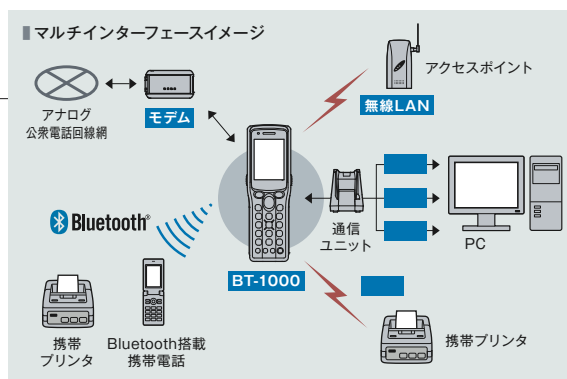 マルチインターフェースイメージ
アナログ
公衆電話回線網
モデム
アクセスポイント
無線LAN
Bluetooth®
BT-1000
通信
ユニット
PC
携帯
プリンタ
Bluetooth搭載
携帯電話
携帯プリンタ